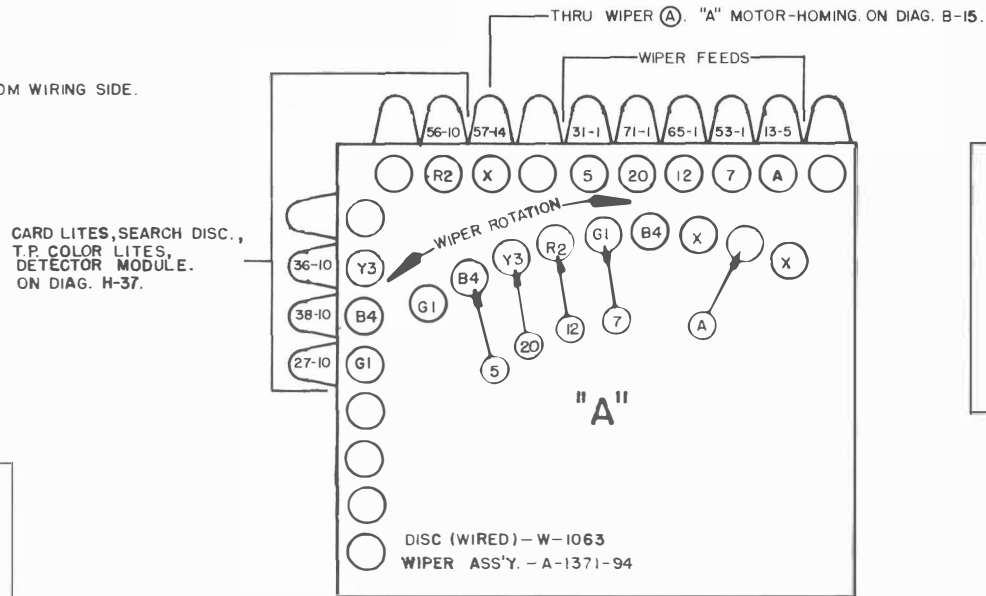 THRU WIPER Ⓐ. "A" MOTOR-HOMING. ON DIAG. B-15.
WIPER FEEDS
OM WIRING SIDE.
56-10 57-14 31-1 71-1 65-1 53-1 13-5
R2 X 5 20 12 7 A
WIPER ROTATION
CARD LITES, SEARCH DISC.,
T.P. COLOR LITES,
DETECTOR MODULE.
ON DIAG. H-37.
36-10 Y3
38-10 B4
27-10 G1
G1 B4 Y3 R2 G1 B4 X X
5 20 12 7 A
"A"
DISC (WIRED) – W-1063
WIPER ASS'Y. – A-1371-94